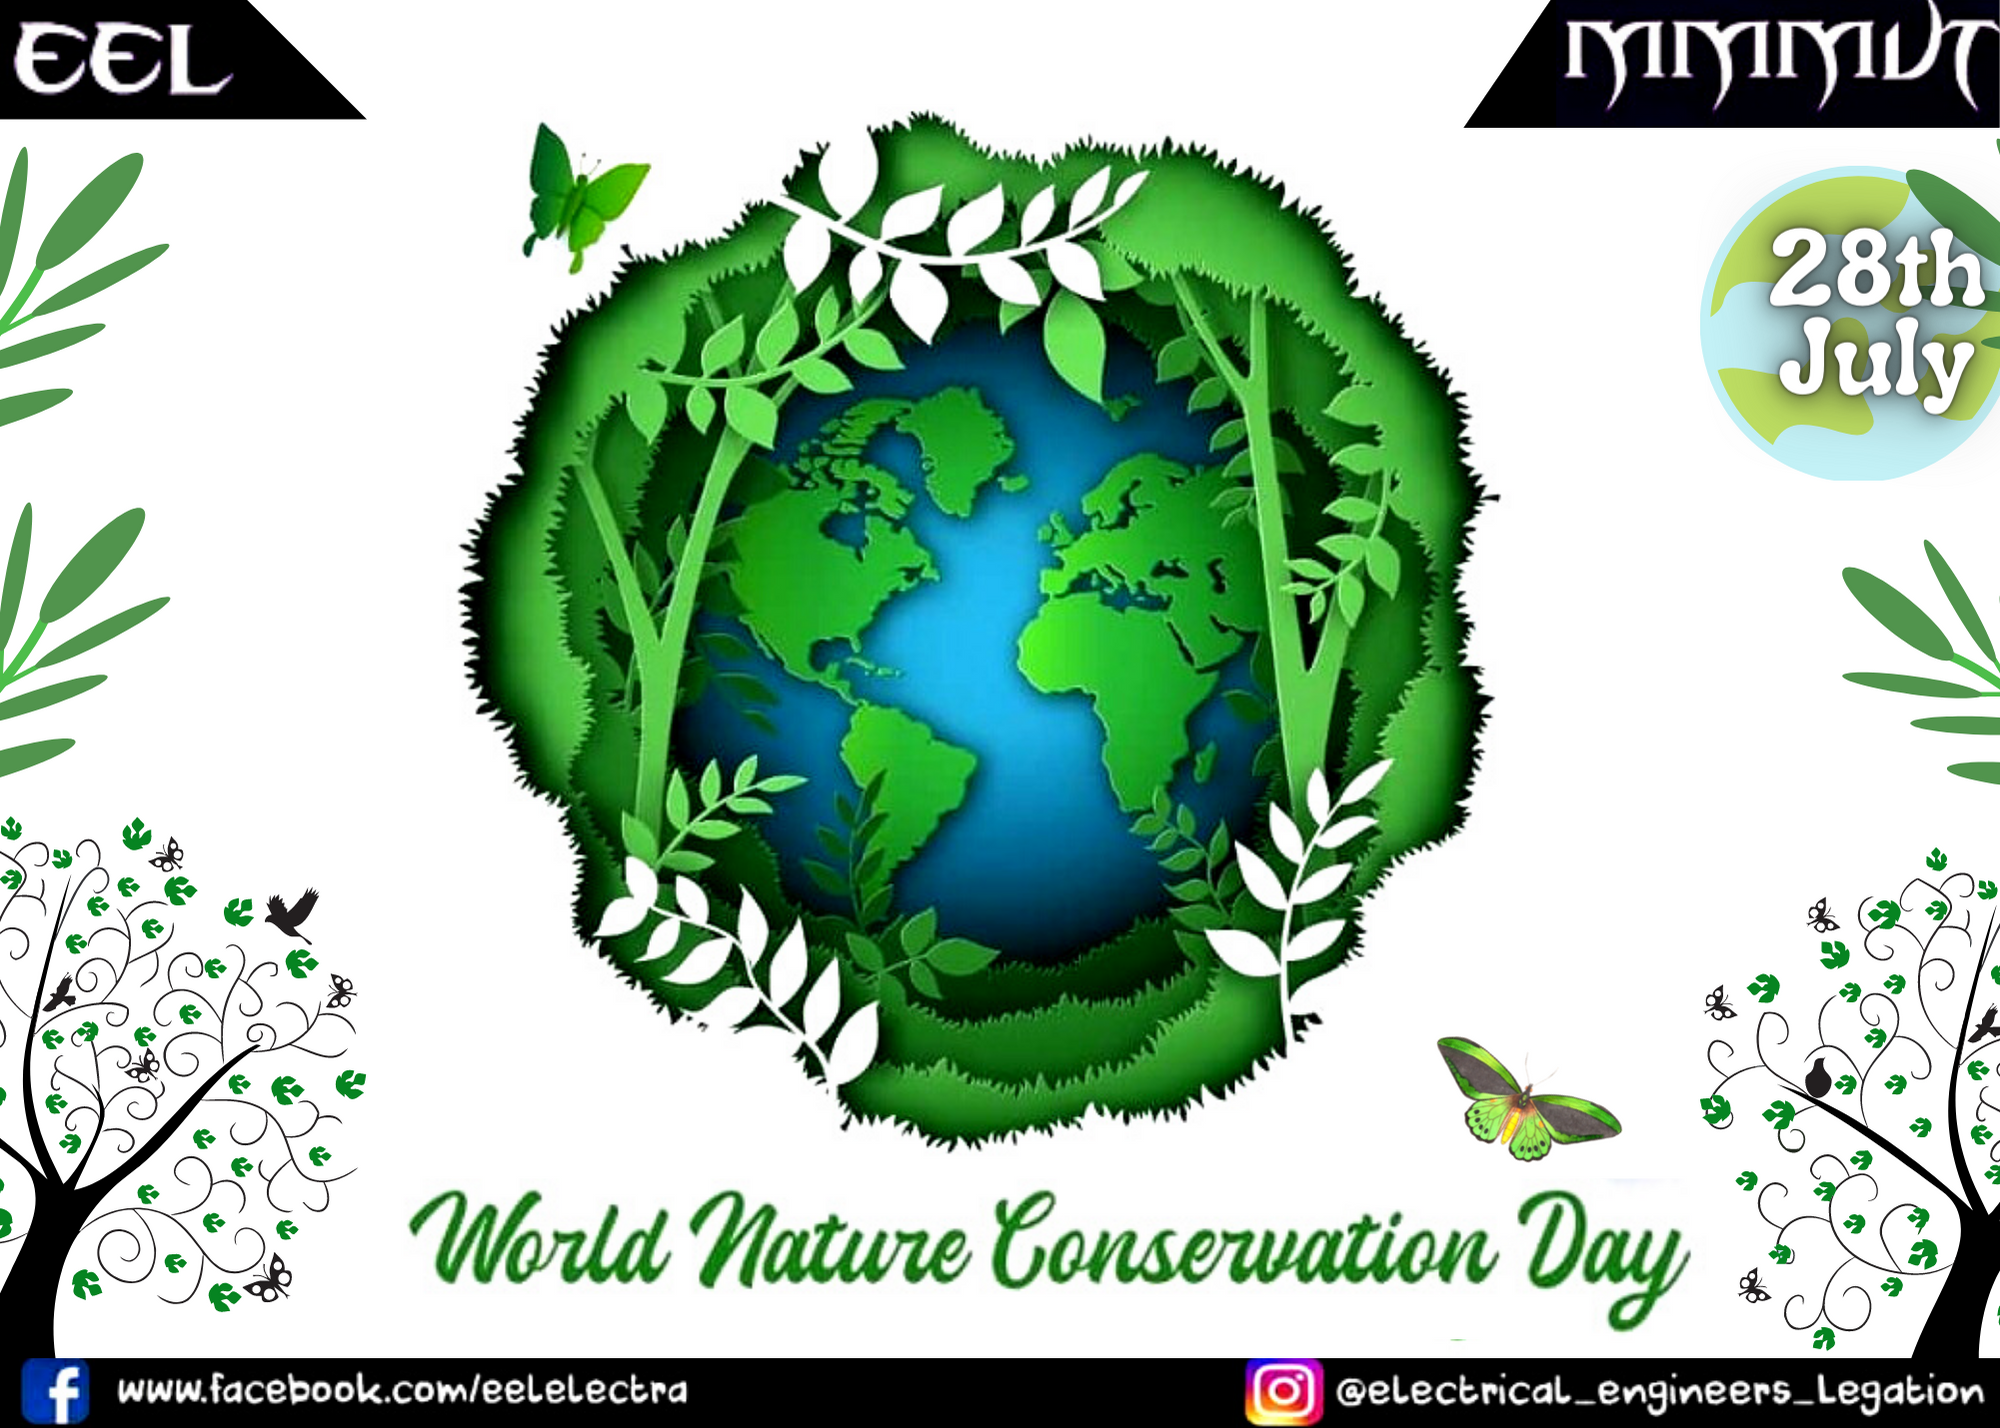 EEL
MMMUT
28th
July
World Nature Conservation Day
www.facebook.com/eelelectra
@electrical_engineers_Legation